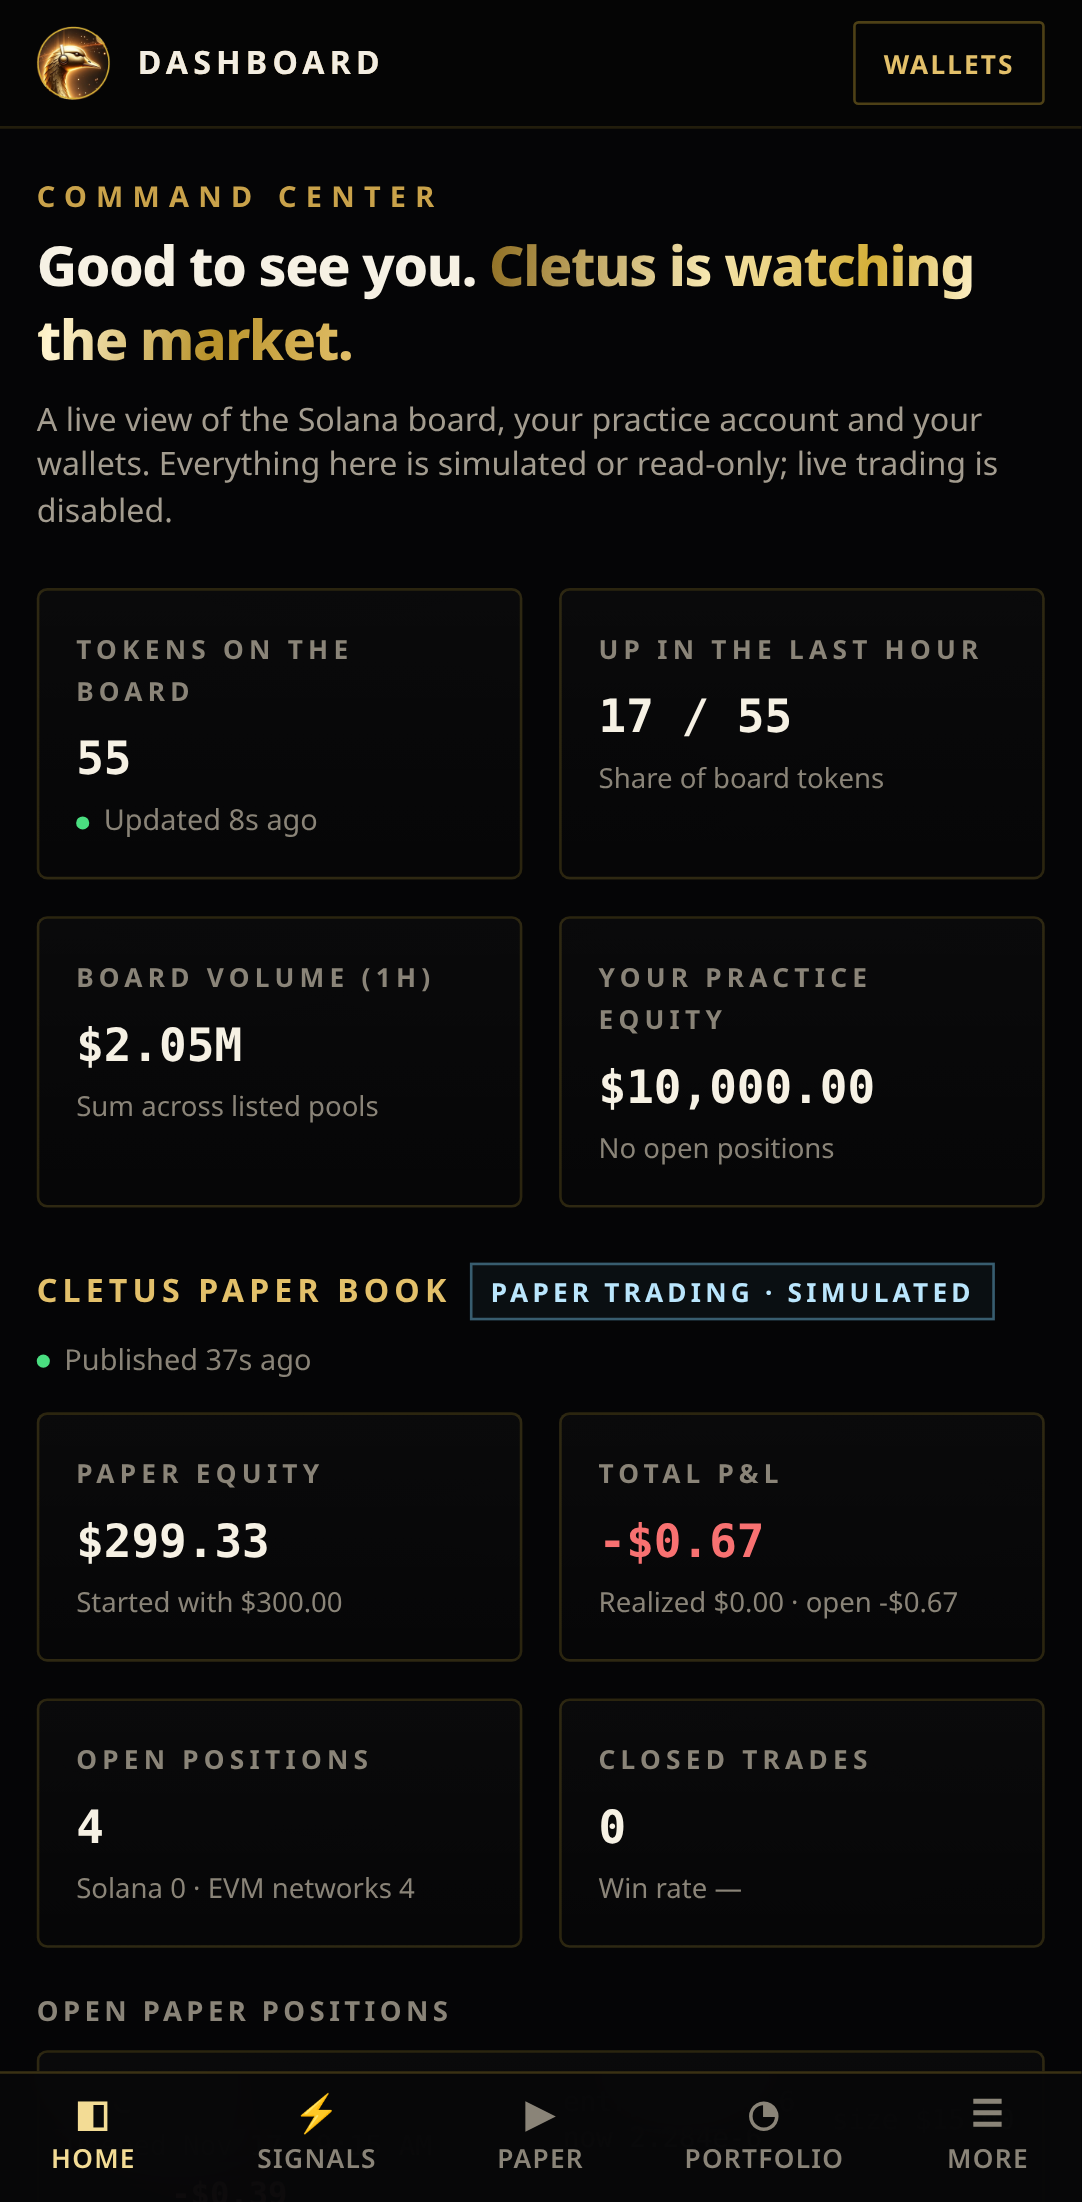 DASHBOARD
WALLETS
COMMAND CENTER
Good to see you. Cletus is watching
the market.
A live view of the Solana board, your practice account and your
wallets. Everything here is simulated or read-only; live trading is
disabled.
TOKENS ON THE
BOARD
55
Updated 8s ago
UP IN THE LAST HOUR
17 / 55
Share of board tokens
BOARD VOLUME (1H)
$2.05M
Sum across listed pools
YOUR PRACTICE
EQUITY
$10,000.00
No open positions
CLETUS PAPER BOOK
PAPER TRADING · SIMULATED
Published 37s ago
PAPER EQUITY
$299.33
Started with $300.00
TOTAL P&L
-$0.67
Realized $0.00 · open -$0.67
OPEN POSITIONS
4
Solana 0 · EVM networks 4
CLOSED TRADES
0
Win rate —
OPEN PAPER POSITIONS
HOME
SIGNALS
PAPER
PORTFOLIO
MORE
-$0.39